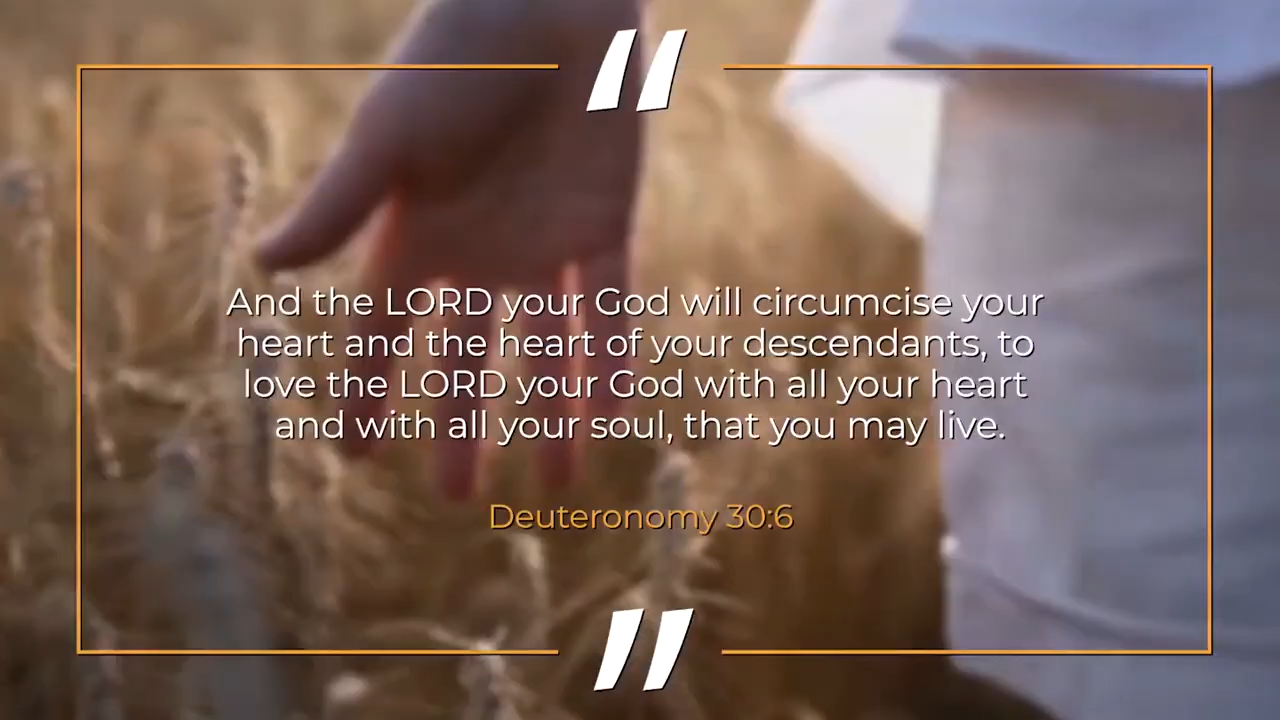 “
And the LORD your God will circumcise your
heart and the heart of your descendants, to
love the LORD your God with all your heart
and with all your soul, that you may live.
Deuteronomy 30:6
”